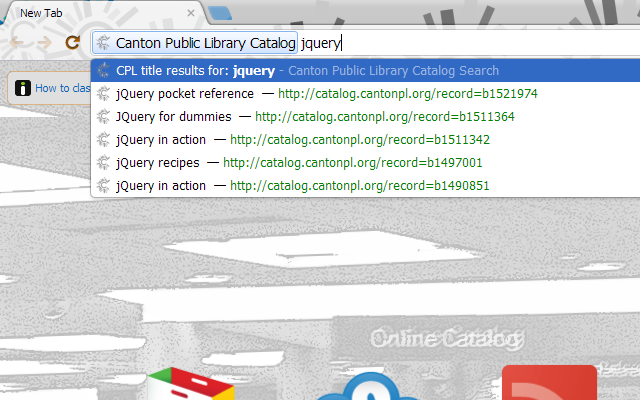 New Tab
Canton Public Library Catalog jquery
How to clas
CPL title results for: jquery - Canton Public Library Catalog Search
jQuery pocket reference — http://catalog.cantonpl.org/record=b1521974
JQuery for dummies — http://catalog.cantonpl.org/record=b1511364
jQuery in action — http://catalog.cantonpl.org/record=b1511342
jQuery recipes — http://catalog.cantonpl.org/record=b1497001
jQuery in action — http://catalog.cantonpl.org/record=b1490851
Online Catalog